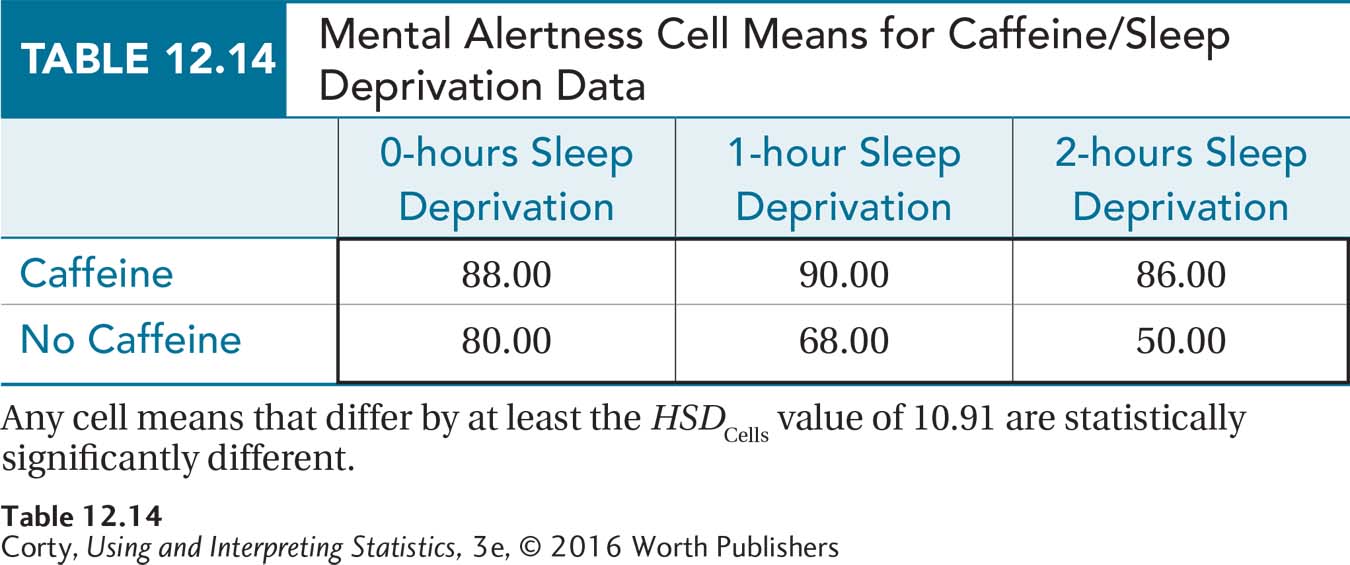 TABLE 12.14
Mental Alertness Cell Means for Caffeine/Sleep
Deprivation Data
0-hours Sleep
Deprivation
1-hour Sleep
Deprivation
2-hours Sleep
Deprivation
Caffeine 88.00 90.00 86.00
No Caffeine 80.00 68.00 50.00
Any cell means that differ by at least the HSD Cells value of 10.91 are statistically
significantly different.
Table 12.14
Corty, Using and Interpreting Statistics, 3e, © 2016 Worth Publishers